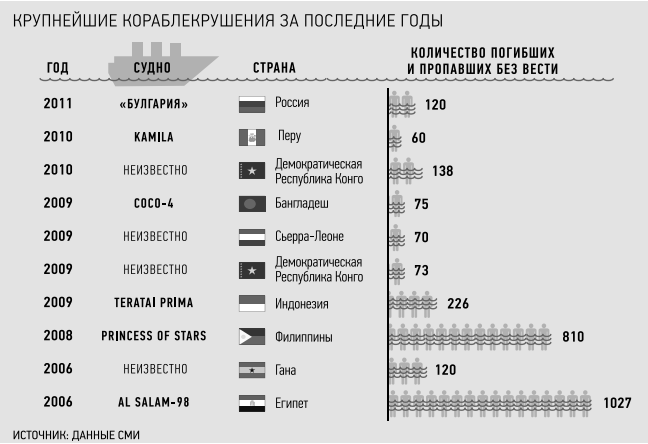 КРУПНЕЙШИЕ КОРАБЛЕКРУШЕНИЯ ЗА ПОСЛЕДНИЕ ГОДЫ
ГОД СУДНО СТРАНА КОЛИЧЕСТВО ПОГИБШИХ
И ПРОПАВШИХ БЕЗ ВЕСТИ
2011 «БУЛГАРИЯ» Россия 120
2010 KAMILA Перу 60
2010 НЕИЗВЕСТНО Демократическая
Республика Конго 138
2009 COCO-4 Бангладеш 75
2009 НЕИЗВЕСТНО Сьерра-Леоне 70
2009 НЕИЗВЕСТНО Демократическая
Республика Конго 73
2009 TERATAI PRIMA Индонезия 226
2008 PRINCESS OF STARS Филиппины 810
2006 НЕИЗВЕСТНО Гана 120
2006 AL SALAM-98 Египет 1027
ИСТОЧНИК: ДАННЫЕ СМИ